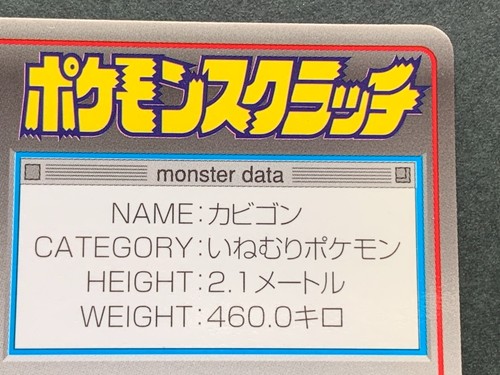 ポケモンスクラッチ
monster data
NAME:カビゴン
CATEGORY:いねむりポケモン
HEIGHT:2.1メートル
WEIGHT:460.0キロ